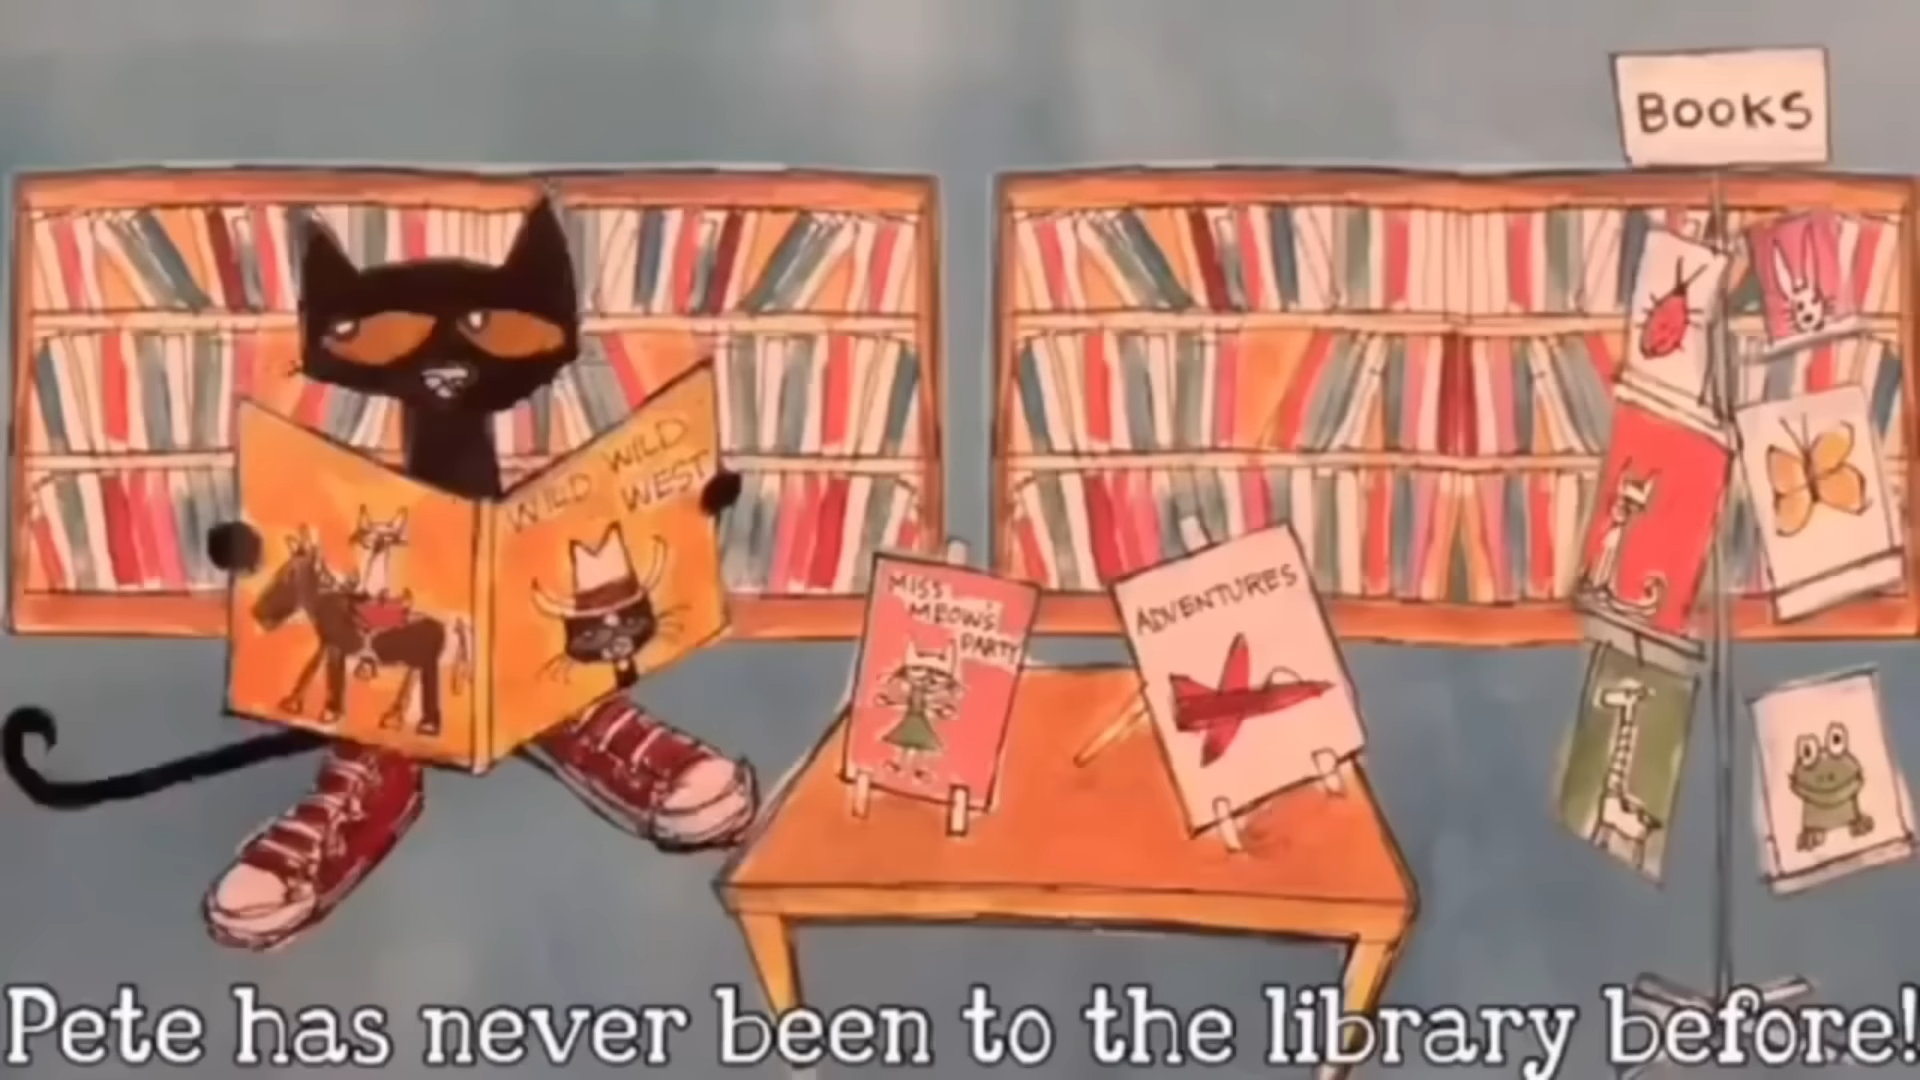 BOOKS
WILD WILD
WEST
MISS
MEOW'S
PARTY
ADVENTURES
Pete has never been to the library before!